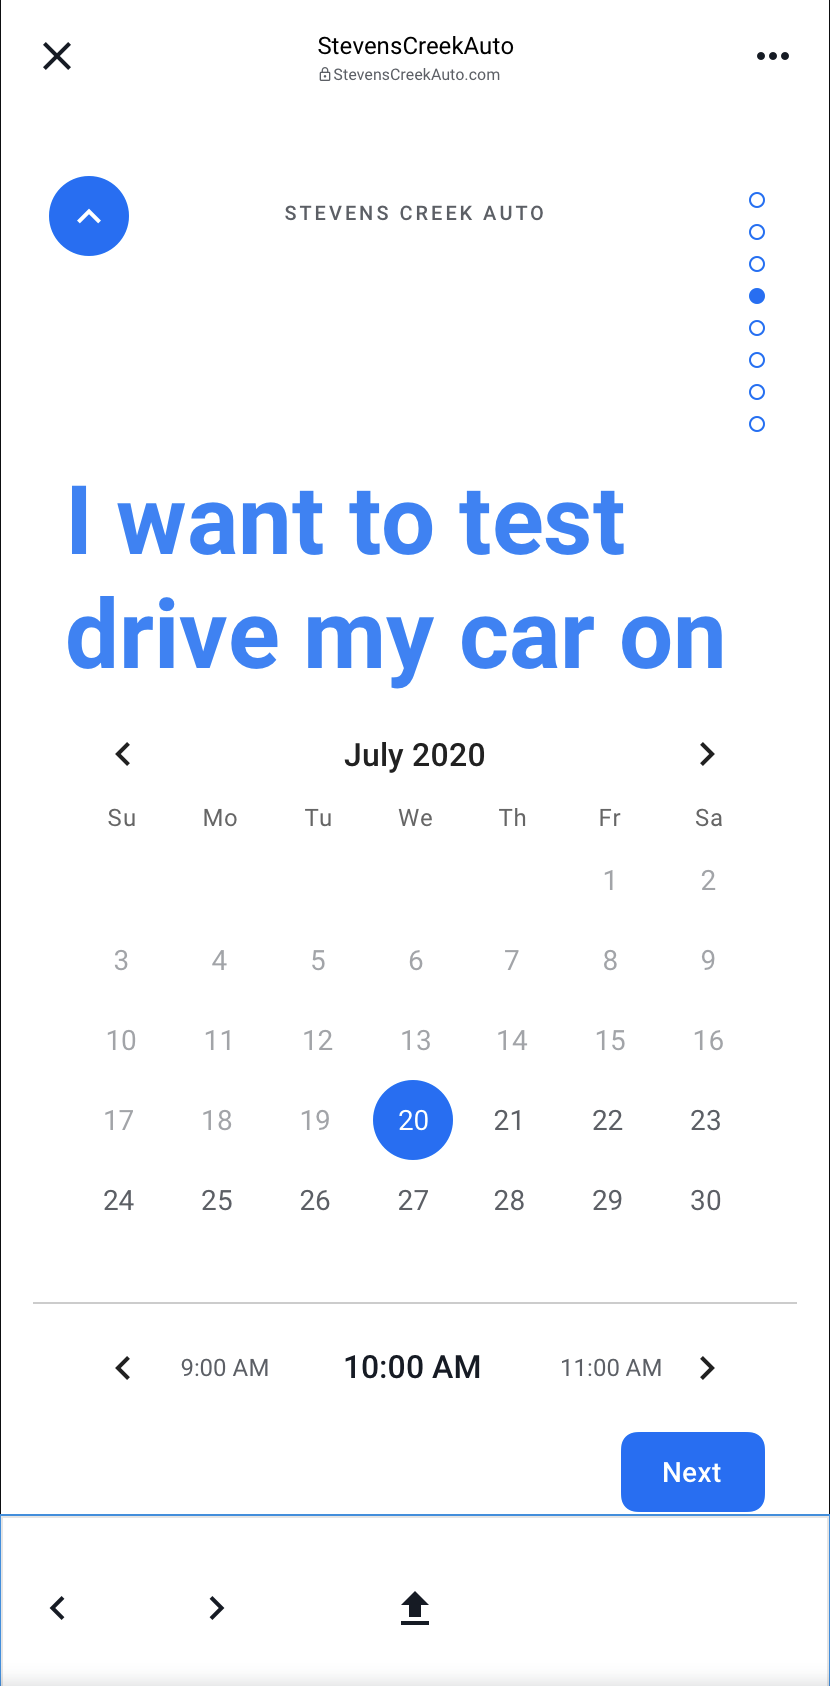 StevensCreekAuto
StevensCreekAuto.com
STEVENS CREEK AUTO
I want to test
drive my car on
July 2020
Su Mo Tu We Th Fr Sa
1 2
3 4 5 6 7 8 9
10 11 12 13 14 15 16
17 18 19 20 21 22 23
24 25 26 27 28 29 30
9:00 AM 10:00 AM 11:00 AM
Next